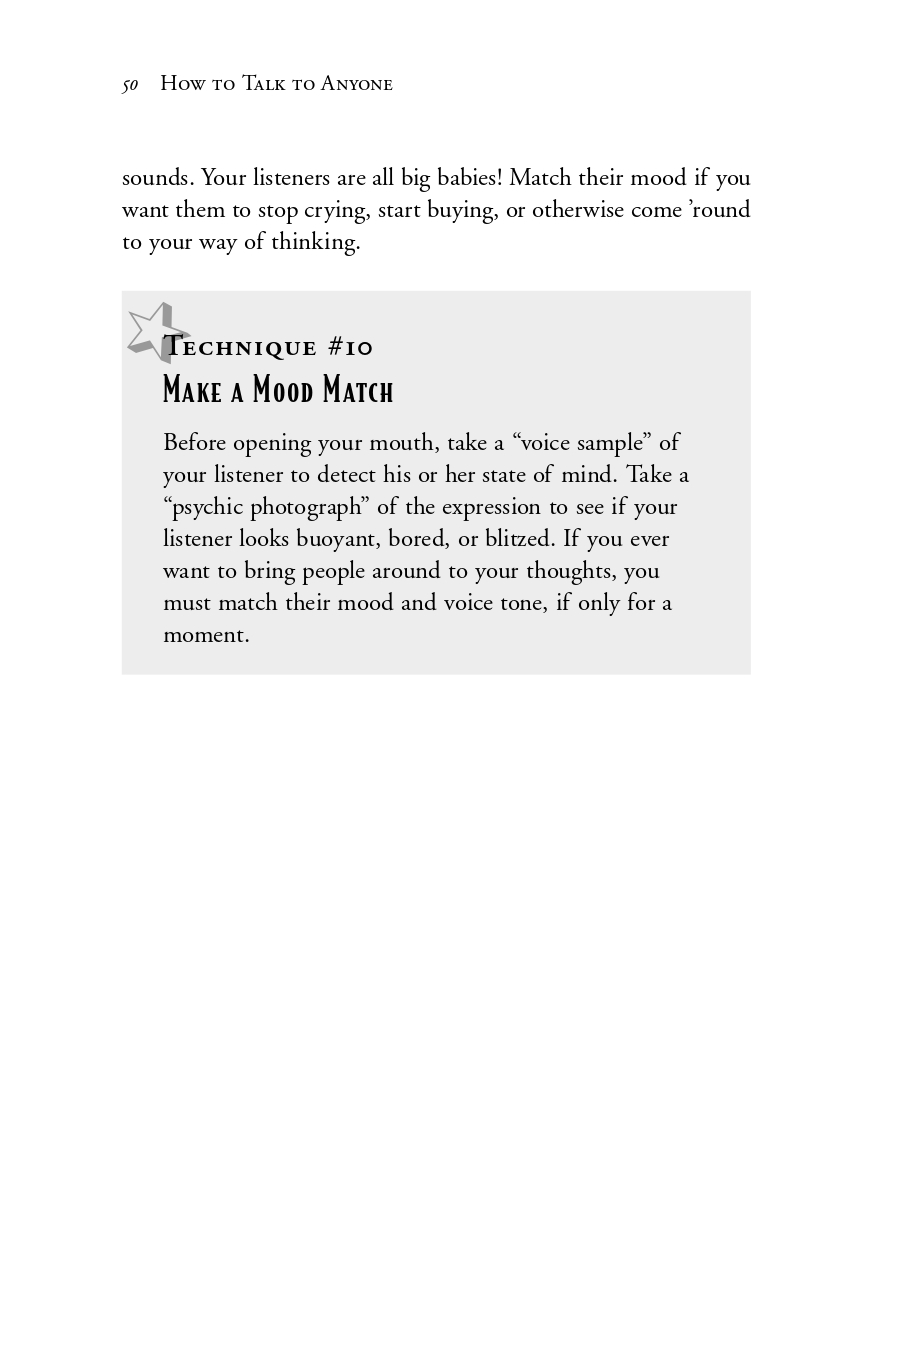 50 How to Talk to Anyone
sounds. Your listeners are all big babies! Match their mood if you
want them to stop crying, start buying, or otherwise come ’round
to your way of thinking.
Technique #10
Make a Mood Match
Before opening your mouth, take a “voice sample” of
your listener to detect his or her state of mind. Take a
“psychic photograph” of the expression to see if your
listener looks buoyant, bored, or blitzed. If you ever
want to bring people around to your thoughts, you
must match their mood and voice tone, if only for a
moment.